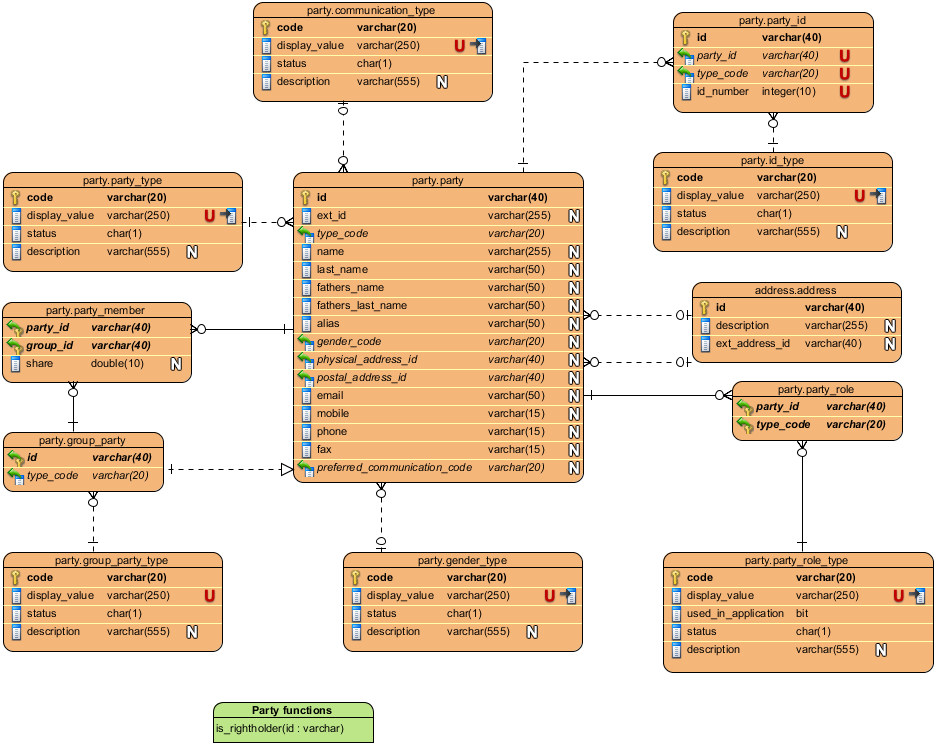 party.communication_type
code varchar(20)
display_value varchar(250) U
status char(1)
description varchar(555) N
party.party_id
id varchar(40)
party_id varchar(40) U
type_code varchar(20) U
id_number integer(10) U
party.id_type
code varchar(20)
display_value varchar(250) U
status char(1)
description varchar(555) N
party.party_type
code varchar(20)
display_value varchar(250) U
status char(1)
description varchar(555) N
party.party
id varchar(40)
ext_id varchar(255) N
type_code varchar(20)
name varchar(255) N
last_name varchar(50) N
fathers_name varchar(50) N
fathers_last_name varchar(50) N
alias varchar(50) N
gender_code varchar(20) N
physical_address_id varchar(40) N
postal_address_id varchar(40) N
email varchar(50) N
mobile varchar(15) N
phone varchar(15) N
fax varchar(15) N
preferred_communication_code varchar(20) N
address.address
id varchar(40)
description varchar(255) N
ext_address_id varchar(40) N
party.party_member
party_id varchar(40)
group_id varchar(40)
share double(10) N
party.party_role
party_id varchar(40)
type_code varchar(20)
party.group_party
id varchar(40)
type_code varchar(20)
party.group_party_type
code varchar(20)
display_value varchar(250) U
status char(1)
description varchar(555) N
party.gender_type
code varchar(20)
display_value varchar(250) U
status char(1)
description varchar(555) N
party.party_role_type
code varchar(20)
display_value varchar(250) U
used_in_application bit
status char(1)
description varchar(555) N
Party functions
is_rightholder(id : varchar)